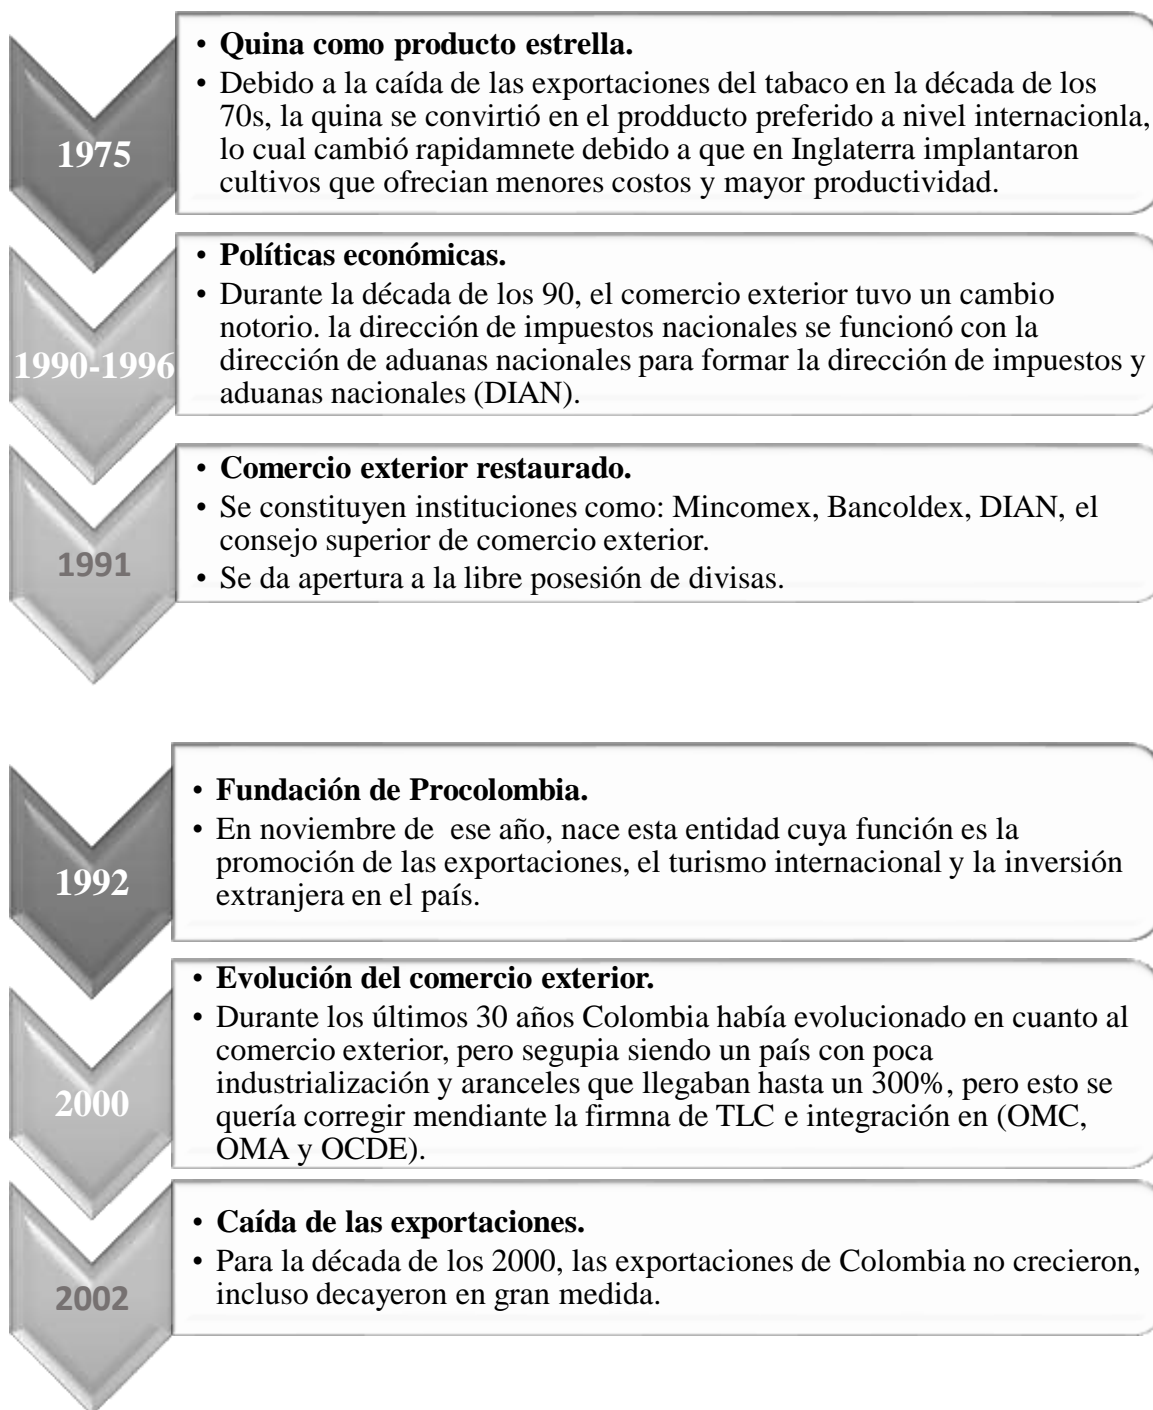 • Quina como producto estrella.
• Debido a la caída de las exportaciones del tabaco en la década de los
70s, la quina se convirtió en el prodducto preferido a nivel internacionla,
lo cual cambió rapidamnete debido a que en Inglaterra implantaron
cultivos que ofrecian menores costos y mayor productividad.
1975
• Políticas económicas.
• Durante la década de los 90, el comercio exterior tuvo un cambio
notorio. la dirección de impuestos nacionales se funcionó con la
dirección de aduanas nacionales para formar la dirección de impuestos y
aduanas nacionales (DIAN).
1990-1996
• Comercio exterior restaurado.
• Se constituyen instituciones como: Mincomex, Bancoldex, DIAN, el
consejo superior de comercio exterior.
• Se da apertura a la libre posesión de divisas.
1991
• Fundación de Procolombia.
• En noviembre de ese año, nace esta entidad cuya función es la
promoción de las exportaciones, el turismo internacional y la inversión
extranjera en el país.
1992
• Evolución del comercio exterior.
• Durante los últimos 30 años Colombia había evolucionado en cuanto al
comercio exterior, pero segupia siendo un país con poca
industrialización y aranceles que llegaban hasta un 300%, pero esto se
quería corregir mendiante la firmna de TLC e integración en (OMC,
OMA y OCDE).
2000
• Caída de las exportaciones.
• Para la década de los 2000, las exportaciones de Colombia no crecieron,
incluso decayeron en gran medida.
2002